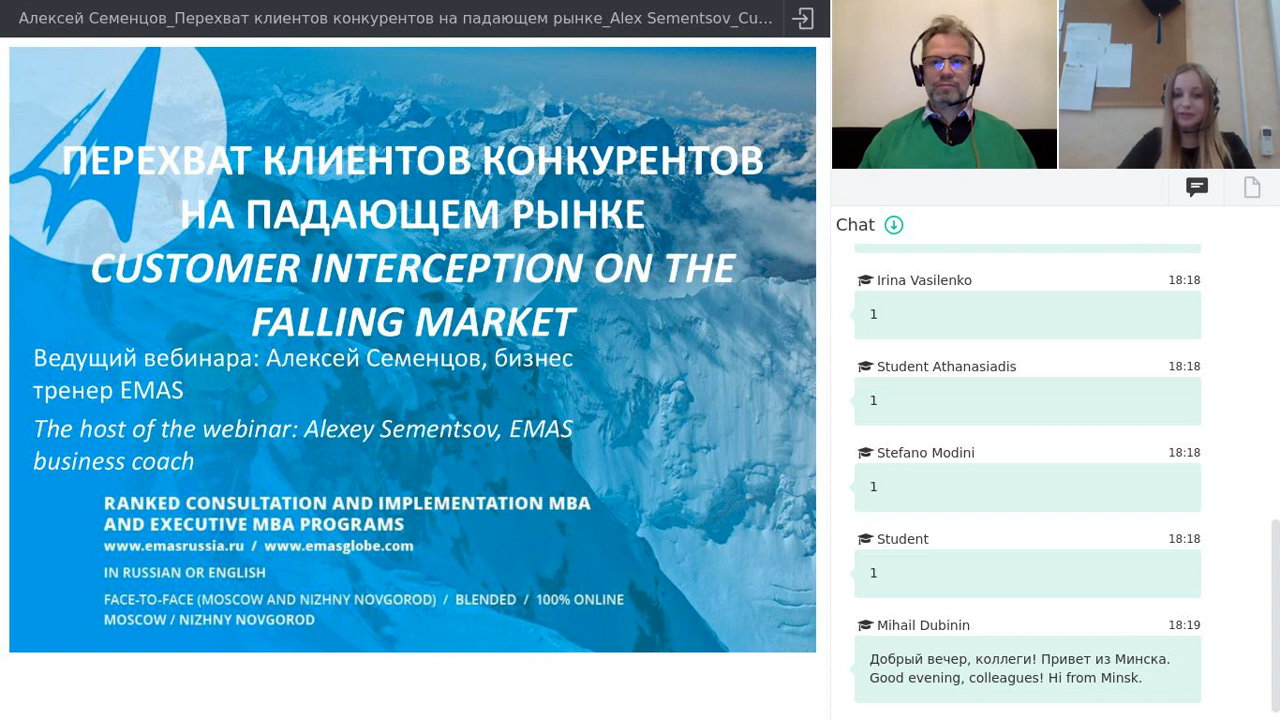 Алексей Семенцов_Перехват клиентов конкурентов на падающем рынке_Alex Sementsov_Cu...
ПЕРЕХВАТ КЛИЕНТОВ КОНКУРЕНТОВ
НА ПАДАЮЩЕМ РЫНКЕ
CUSTOMER INTERCEPTION ON THE
FALLING MARKET
Ведущий вебинара: Алексей Семенцов, бизнес
тренер EMAS
The host of the webinar: Alexey Sementsov, EMAS
business coach
RANKED CONSULTATION AND IMPLEMENTATION MBA
AND EXECUTIVE MBA PROGRAMS
www.emasrussia.ru / www.emasglobe.com
IN RUSSIAN OR ENGLISH
FACE-TO-FACE (MOSCOW AND NIZHNY NOVGOROD) / BLENDED / 100% ONLINE
MOSCOW / NIZHNY NOVGOROD
Chat
Irina Vasilenko 18:18
1
Student Athanasiadis 18:18
1
Stefano Modini 18:18
1
Student 18:18
1
Mihail Dubinin 18:19
Добрый вечер, коллеги! Привет из Минска.
Good evening, colleagues! Hi from Minsk.